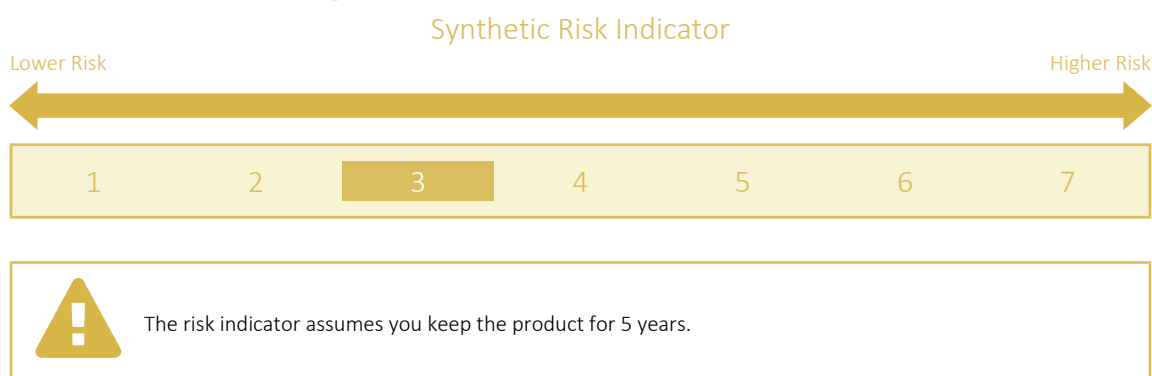 Synthetic Risk Indicator
Lower Risk Higher Risk
1 2 3 4 5 6 7
The risk indicator assumes you keep the product for 5 years.